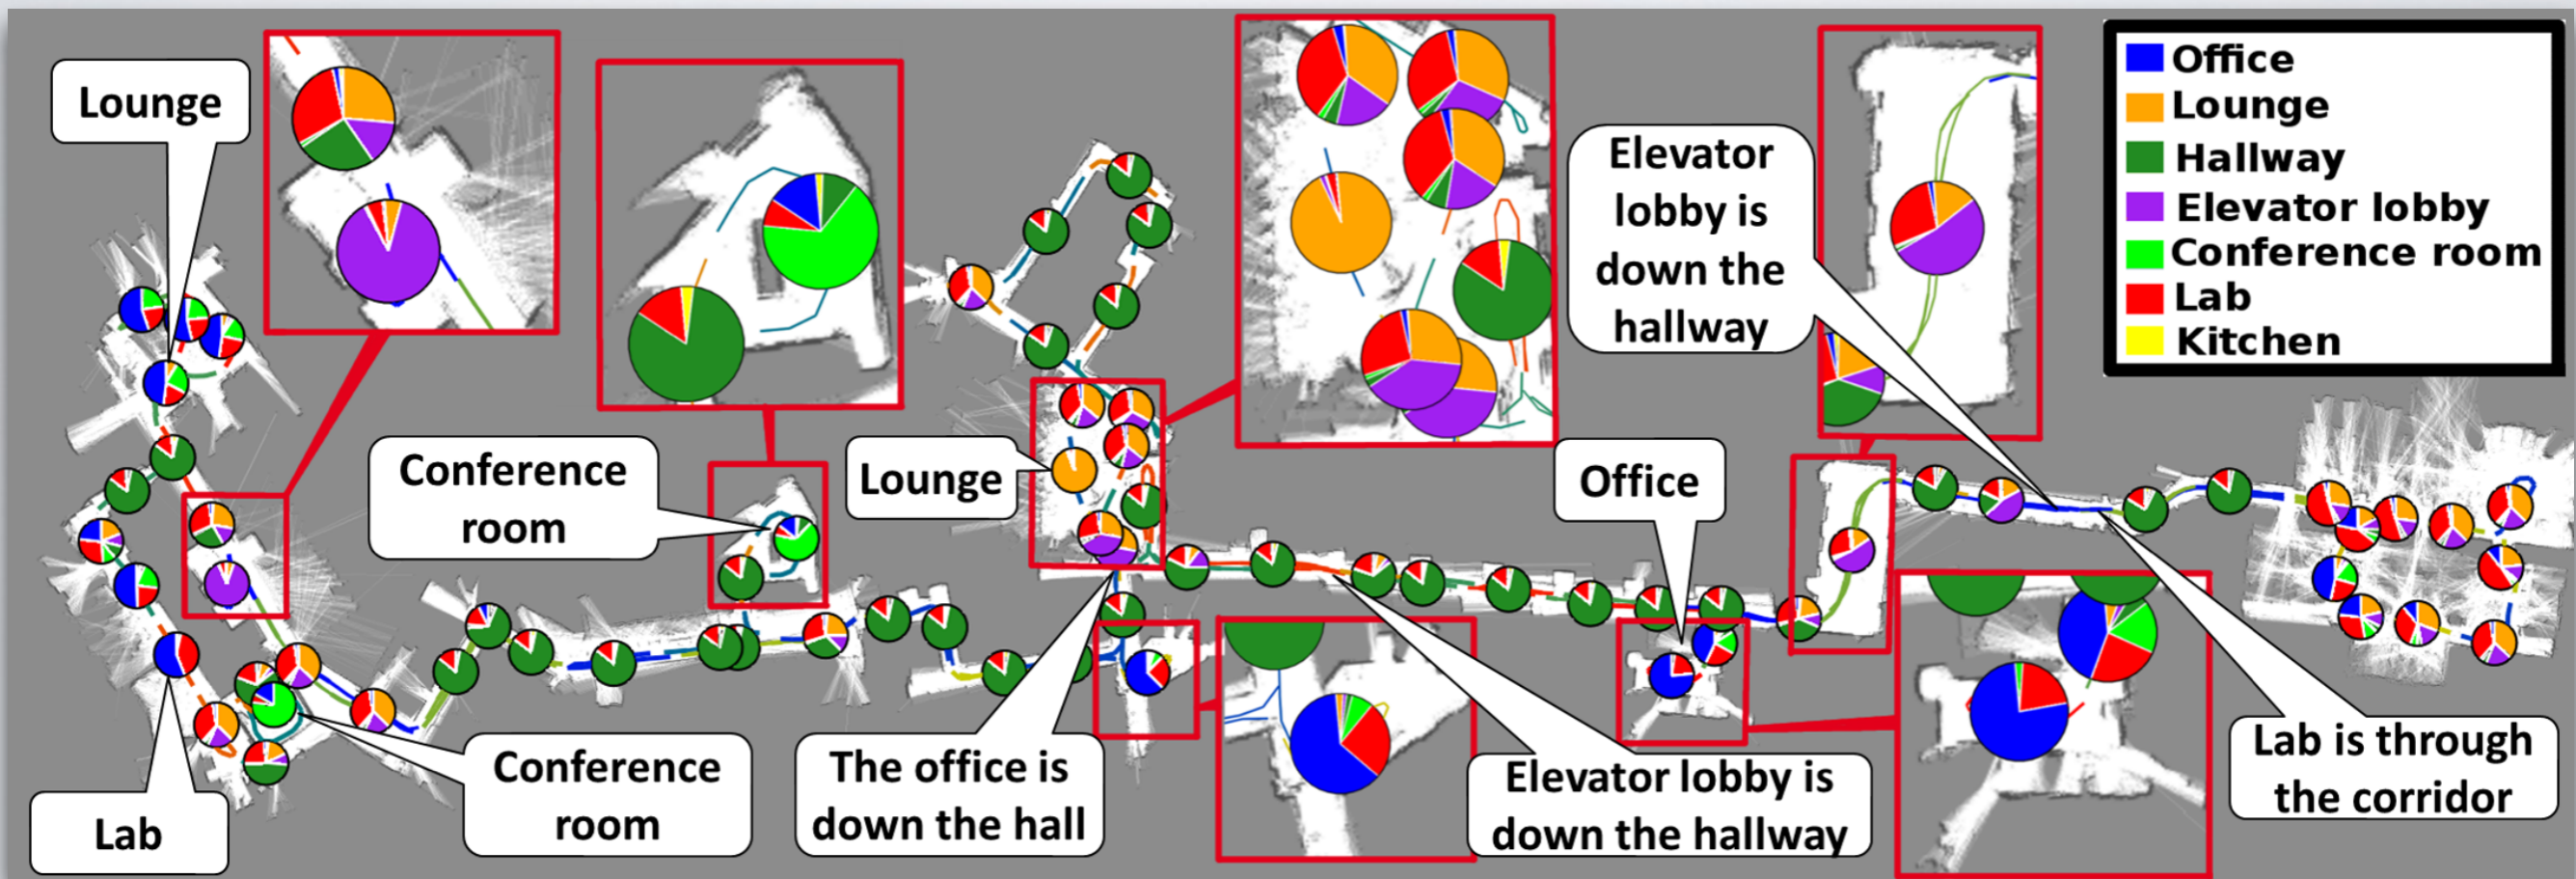 Lounge
Elevator
lobby is
down the
hallway
Office
Lounge
Hallway
Elevator lobby
Conference room
Lab
Kitchen
Conference
room
Lounge
Office
Lab
Conference
room
The office is
down the hall
Elevator lobby is
down the hallway
Lab is through
the corridor